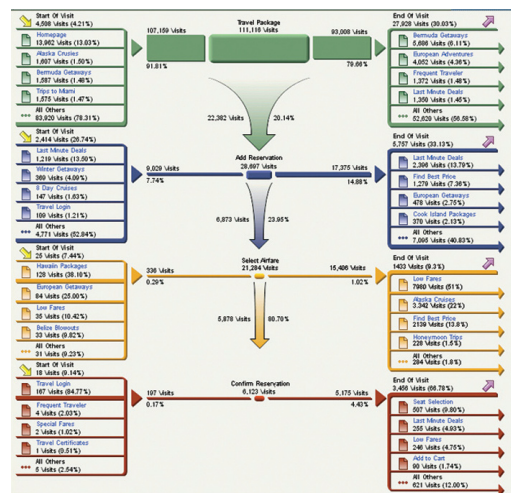 Start Of Visit
4,508 Visits (4.21%)
Homepage
13,962 Visits (13.03%)
Alaska Crusies
1,607 Visits (1.50%)
Bermuda Getaways
1,587 Visits (1.48%)
Trips to Miami
1,575 Visits (1.47%)
All Others
83,920 Visits (78.31%)
107,159 Visits
91.81%
Travel Package
111,116 Visits
93,008 Visits
79.66%
End Of Visit
27,928 Visits (30.03%)
Bermuda Getaways
5,686 Visits (6.11%)
European Adventures
4,052 Visits (4.36%)
Frequent Traveler
1,372 Visits (1.48%)
Last Minute Deals
1,350 Visits (1.45%)
All Others
52,620 Visits (56.58%)
22,382 Visits
20.14%
Start Of Visit
2,414 Visits (26.74%)
Last Minute Deals
1,219 Visits (13.50%)
Winter Getaways
369 Visits (4.09%)
8 Day Cruises
147 Visits (1.63%)
Travel Login
109 Visits (1.21%)
All Others
4,771 Visits (52.84%)
9,029 Visits
7.74%
Add Reservation
28,697 Visits
17,375 Visits
14.88%
End Of Visit
5,757 Visits (33.13%)
Last Minute Deals
2,396 Visits (13.79%)
Find Best Price
1,279 Visits (7.36%)
European Getaways
478 Visits (2.75%)
Cook Island Packages
370 Visits (2.13%)
All Others
7,095 Visits (40.83%)
6,873 Visits
23.95%
Start Of Visit
25 Visits (7.44%)
Hawaiin Packages
128 Visits (38.10%)
European Getaways
84 Visits (25.00%)
Low Fares
35 Visits (10.42%)
Belize Blowouts
33 Visits (9.82%)
All Others
31 Visits (9.23%)
336 Visits
0.29%
Select Airfare
21,284 Visits
15,406 Visits
1.02%
End Of Visit
1433 Visits (9.3%)
Low Fares
7980 Visits (51%)
Alaska Cruises
3.342 Visits (22%)
Find Best Price
2139 Visits (13.8%)
Honeymoon Trips
228 Visits (1.5%)
All Others
284 Visits (1.8%)
5,878 Visits
80.70%
Start Of Visit
18 Visits (9.14%)
Travel Login
167 Visits (84.77%)
Frequent Traveler
4 Visits (2.03%)
Special Fares
2 Visits (1.02%)
Travel Certificates
1 Visits (0.51%)
All Others
5 Visits (2.54%)
197 Visits
0.17%
Confirm Reservation
6,123 Visits
5,175 Visits
4.43%
End Of Visit
3,456 Visits (66.78%)
Seat Selection
507 Visits (9.80%)
Last Minute Deals
255 Visits (4.93%)
Low Fares
246 Visits (4.75%)
Add to Cart
90 Visits (1.74%)
All Others
621 Visits (12.00%)